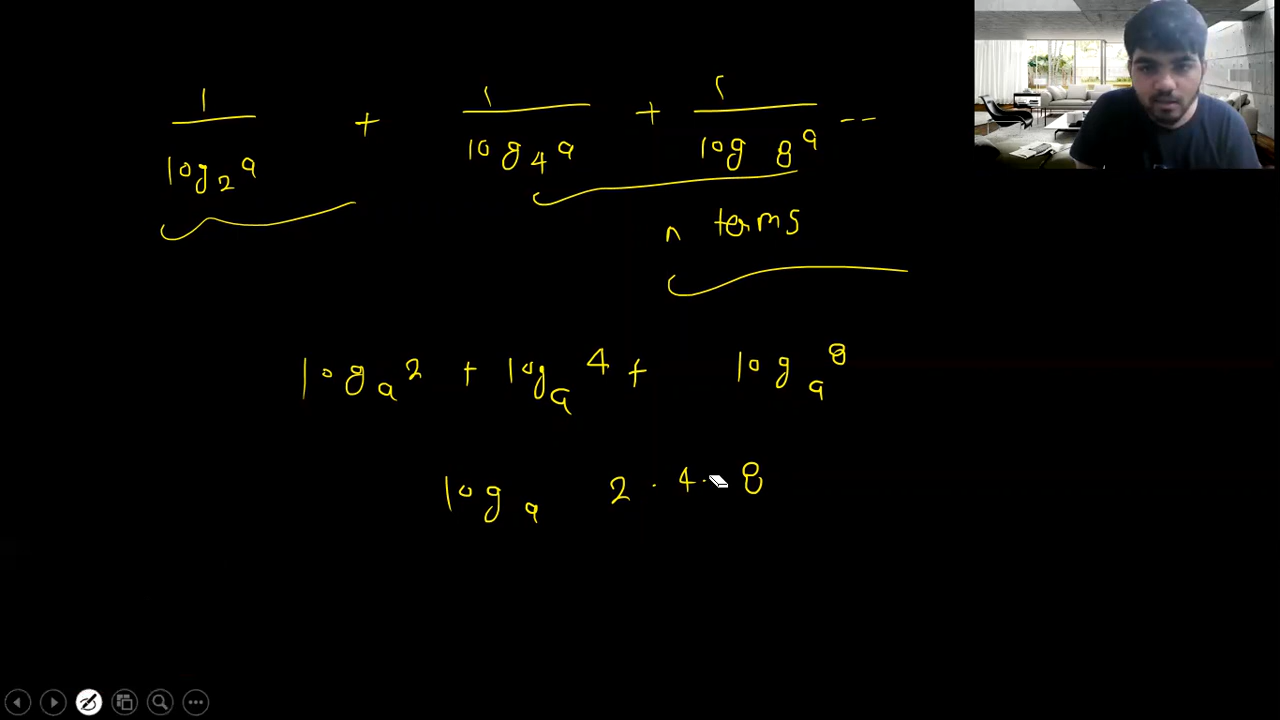 1/log₂a + 1/log₄a + 1/log₈a --
n terms
logₐ2 + logₐ4 + logₐ8
logₐ 2 . 4 . 8